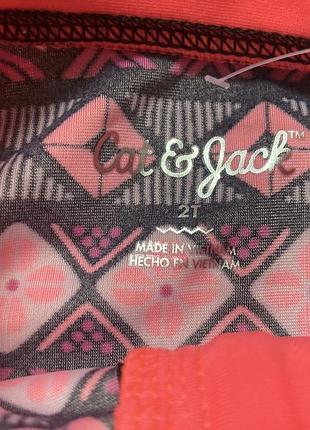 Cat & Jack™
2T
MADE IN VIETNAM
HECHO EN VIETNAM